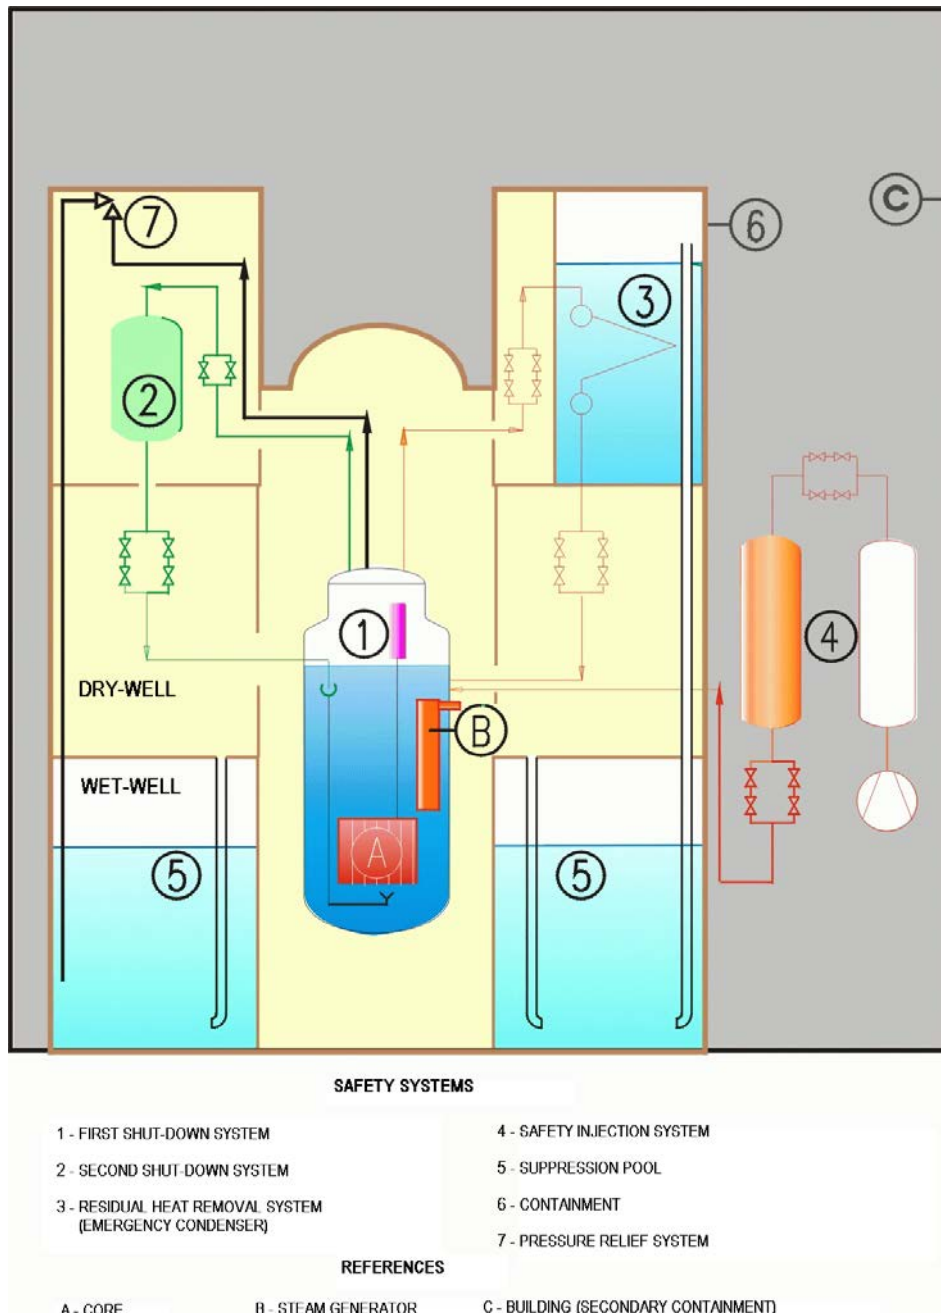 7
6
C
3
2
1
4
DRY-WELL
B
WET-WELL
A
5
5
SAFETY SYSTEMS
1 - FIRST SHUT-DOWN SYSTEM
2 - SECOND SHUT-DOWN SYSTEM
3 - RESIDUAL HEAT REMOVAL SYSTEM
(EMERGENCY CONDENSER)
4 - SAFETY INJECTION SYSTEM
5 - SUPPRESSION POOL
6 - CONTAINMENT
7 - PRESSURE RELIEF SYSTEM
REFERENCES
A - CORE
B - STEAM GENERATOR
C - BUILDING (SECONDARY CONTAINMENT)